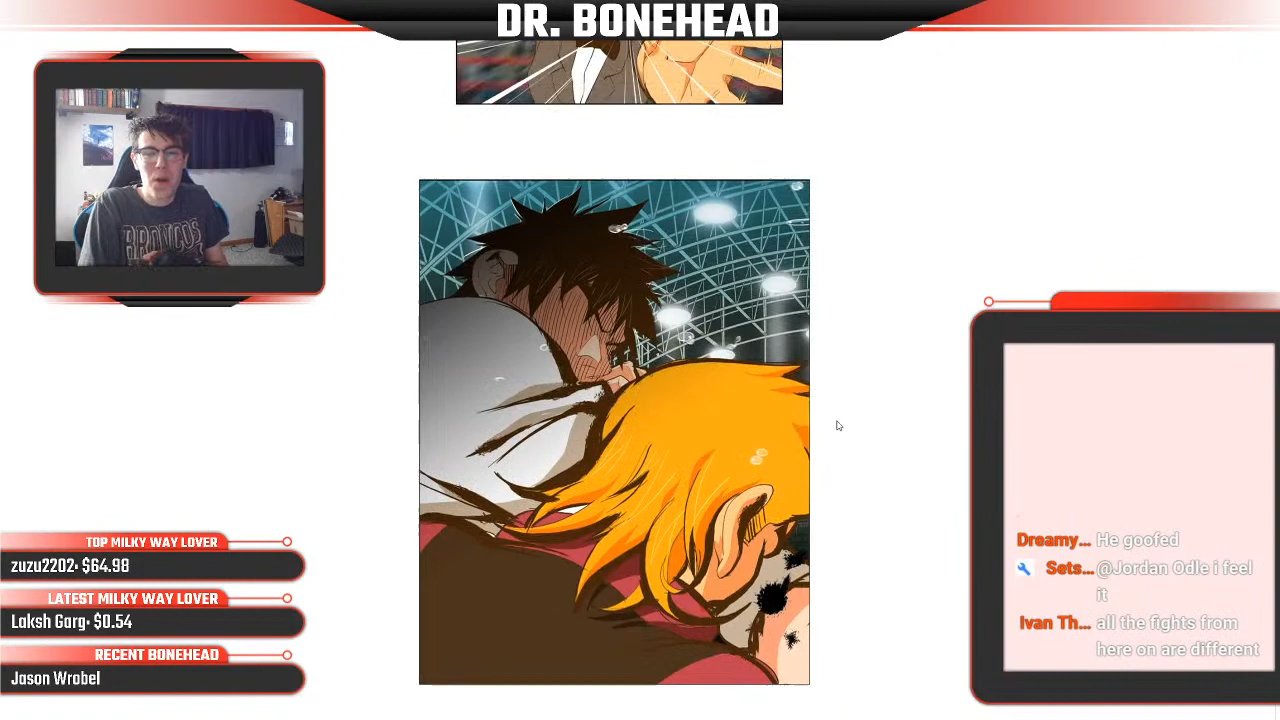 DR. BONEHEAD
BRONCOS
TOP MILKY WAY LOVER
zuzu2202· $64.98
LATEST MILKY WAY LOVER
Laksh Garg· $0.54
RECENT BONEHEAD
Jason Wrobel
Dreamy... He goofed
Sets... @Jordan Odle i feel
it
Ivan Th... all the fights from
here on are different